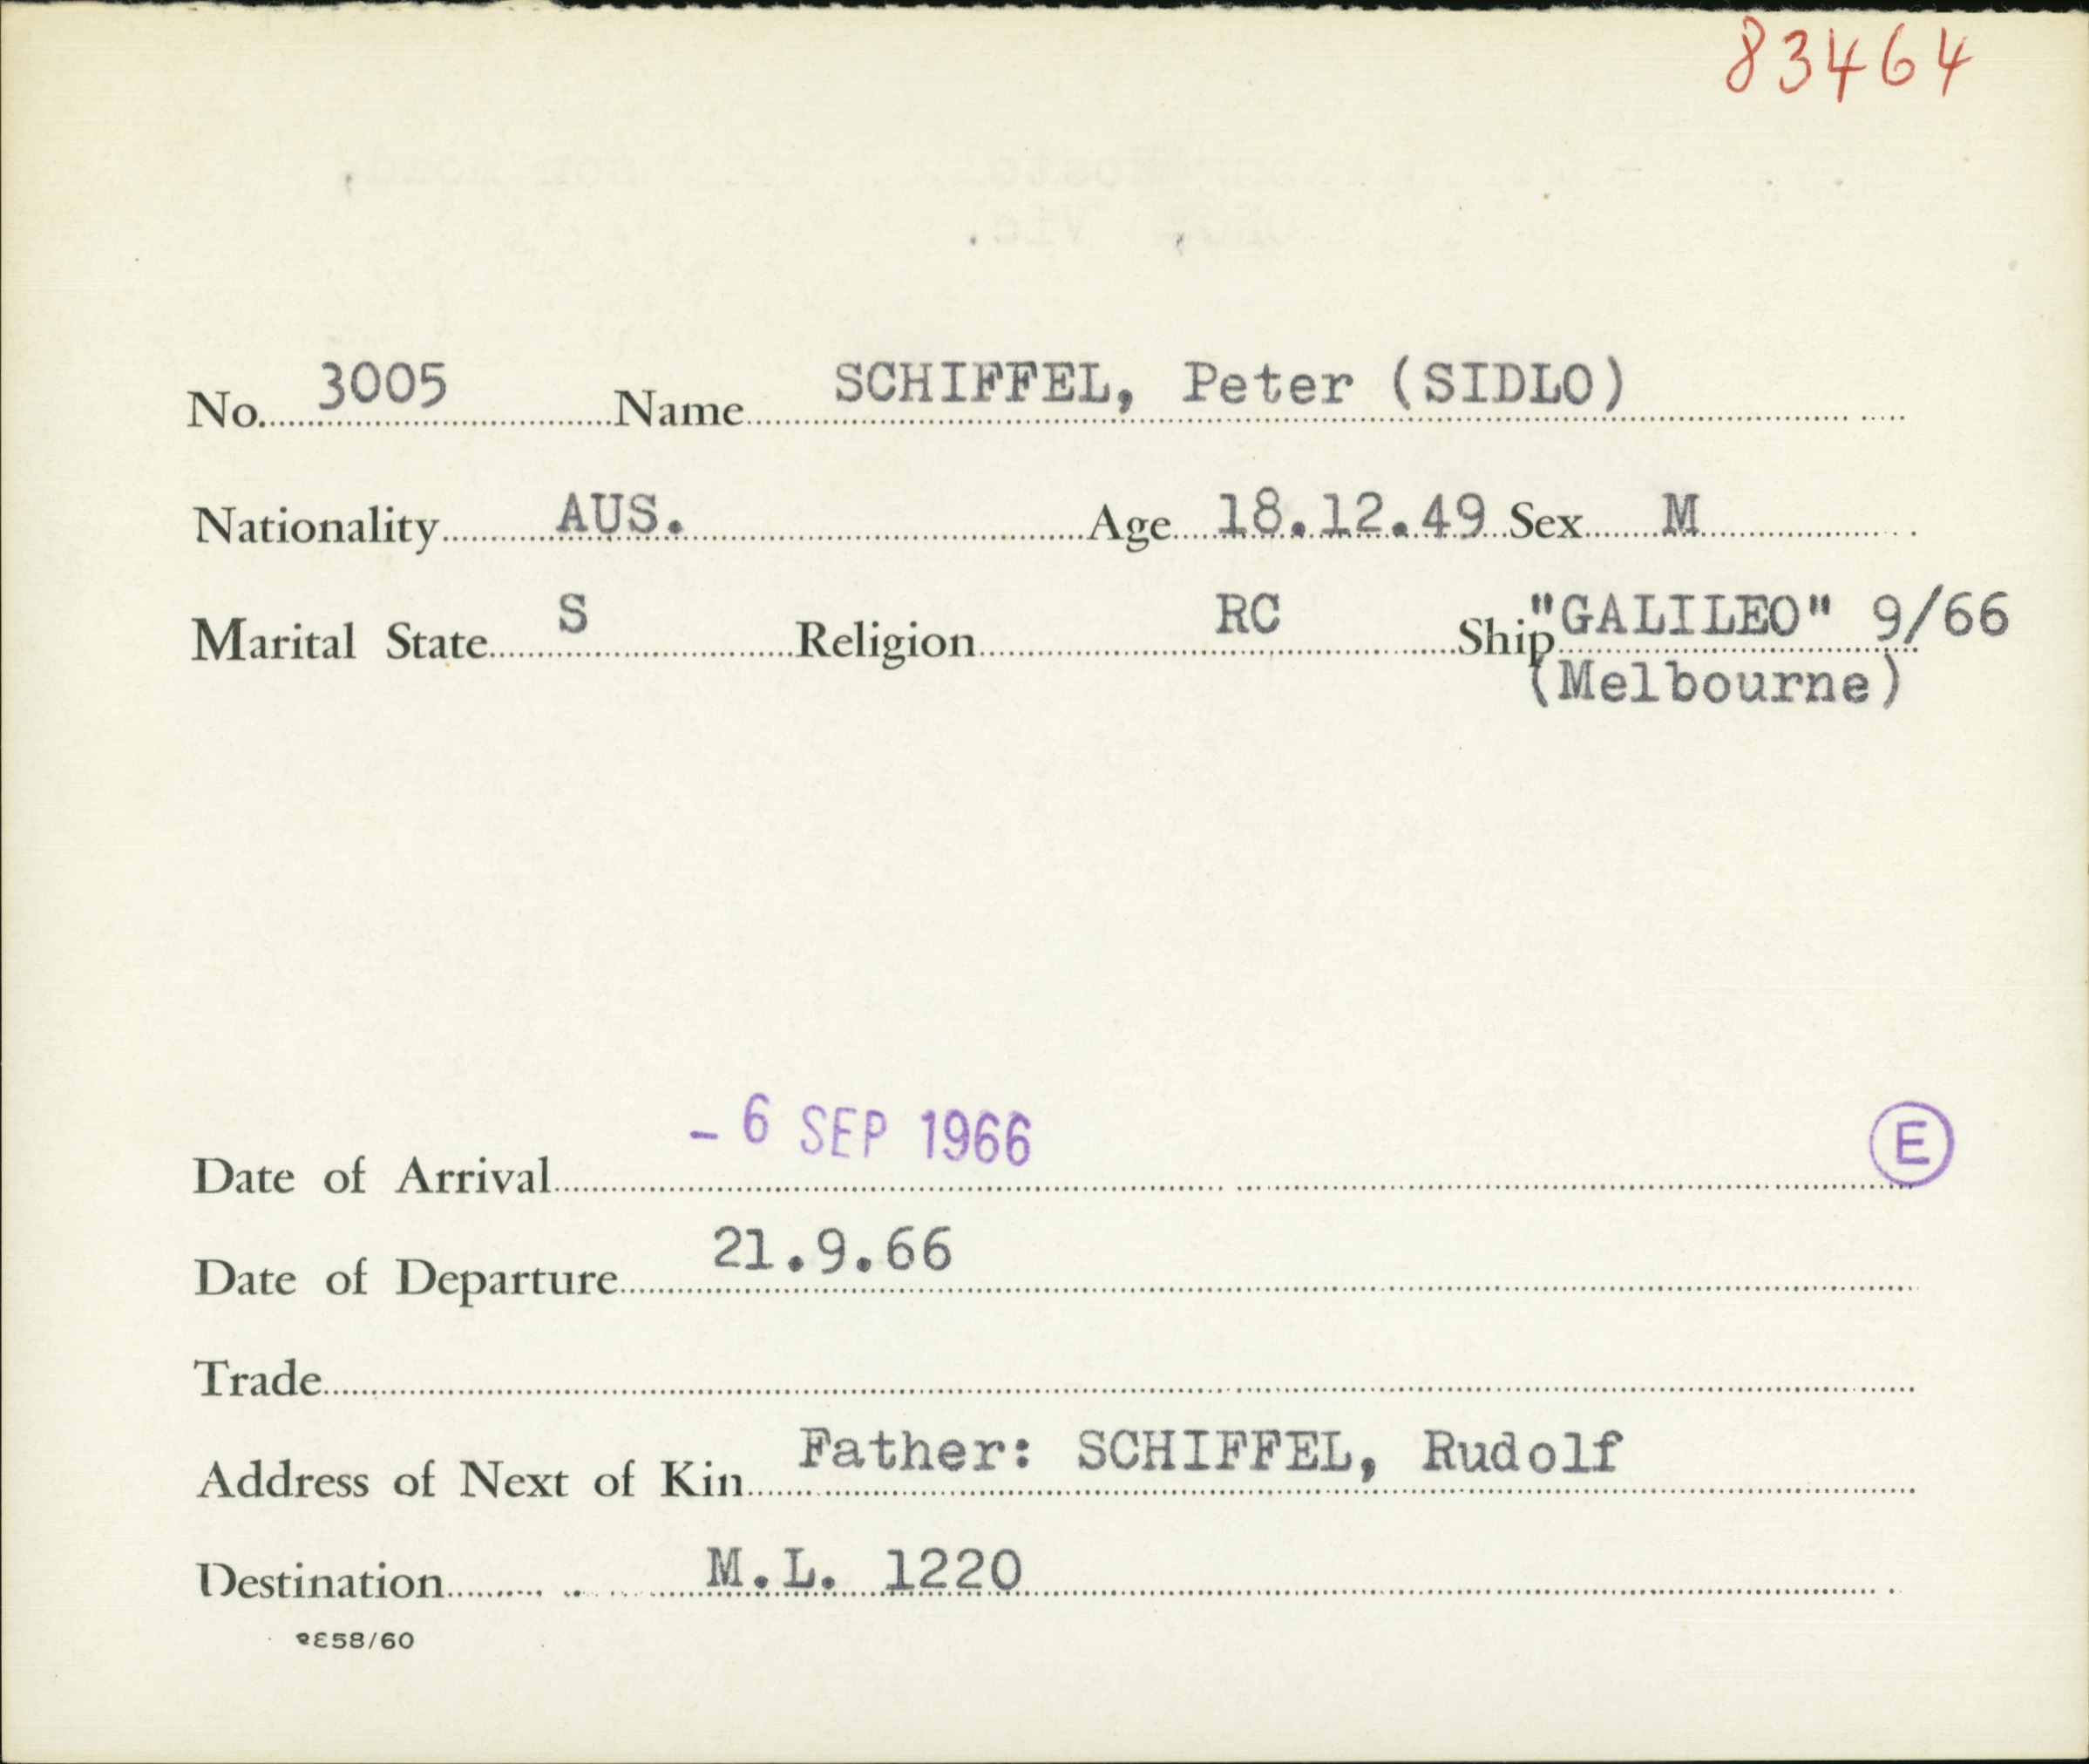 83464
No. 3005 Name SCHIFFEL, Peter (SIDLO)
Nationality AUS. Age 18.12.49 Sex M
Marital State S Religion RC Ship "GALILEO" 9/66
(Melbourne)
- 6 SEP 1966
E
Date of Arrival
Date of Departure 21.9.66
Trade
Address of Next of Kin Father: SCHIFFEL, Rudolf
Destination M.L. 1220
58/60